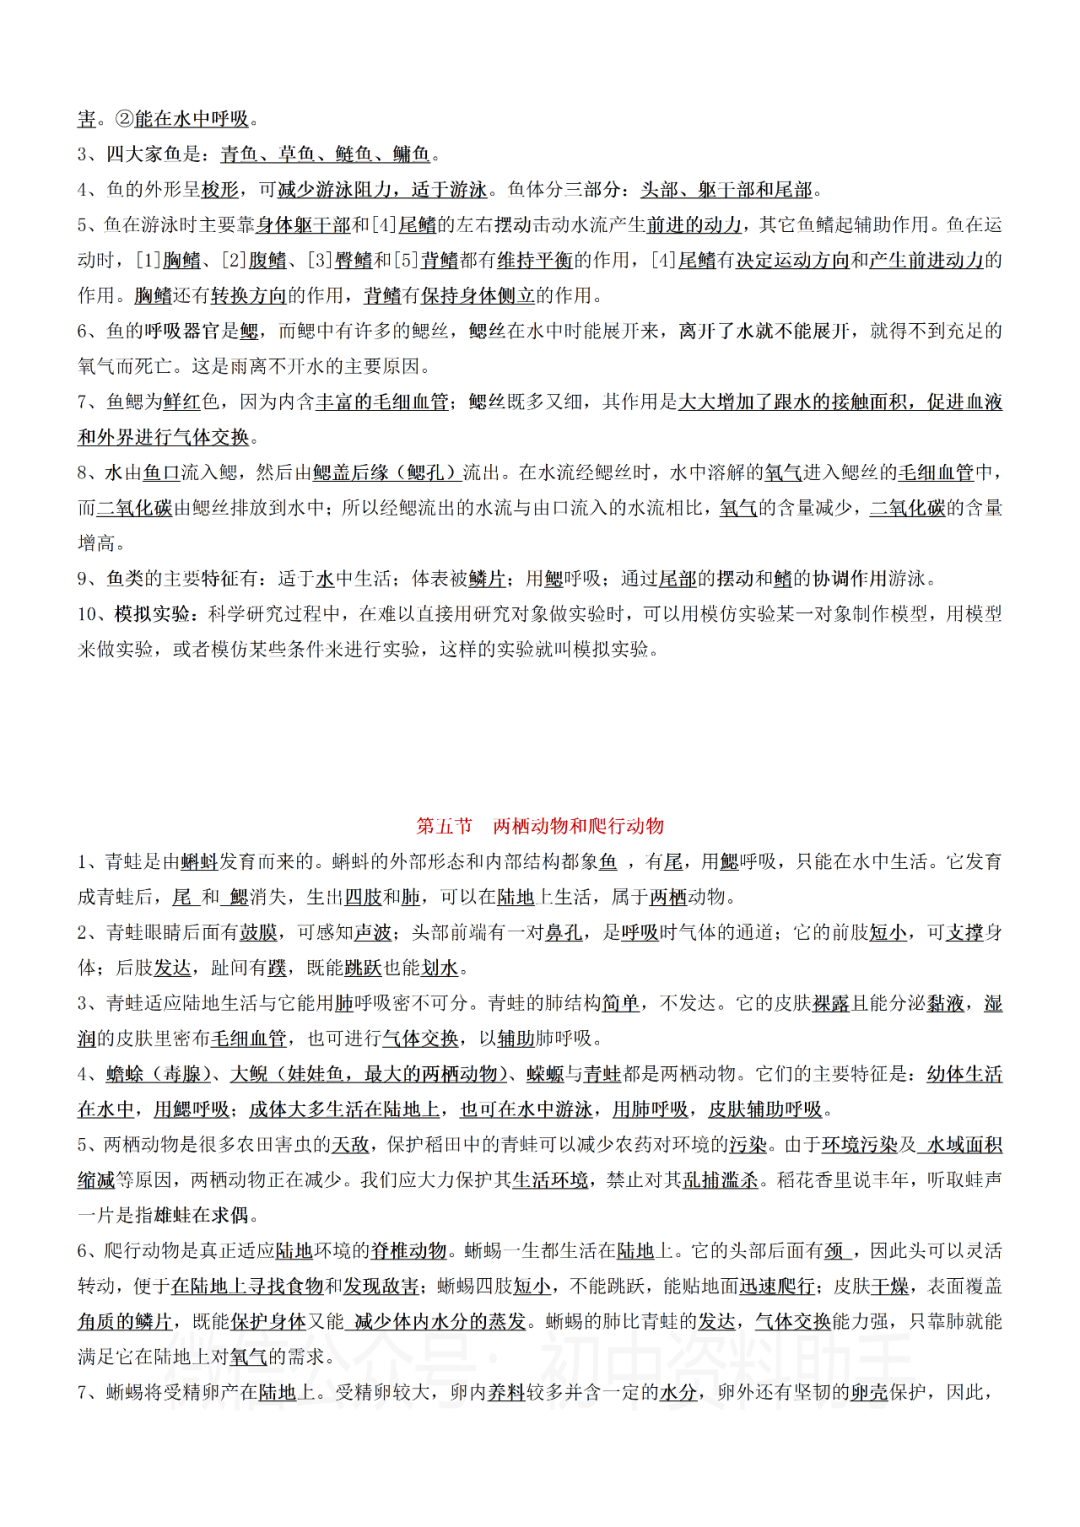 害。②能在水中呼吸。
3、四大家鱼是：青鱼、草鱼、鲢鱼、鳙鱼。
4、鱼的外形呈梭形，可减少游泳阻力，适于游泳。鱼体分三部分：头部、躯干部和尾部。
5、鱼在游泳时主要靠身体躯干部和[4]尾鳍的左右摆动击动水流产生前进的动力，其它鱼鳍起辅助作用。鱼在运
动时，[1]胸鳍、[2]腹鳍、[3]臀鳍和[5]背鳍都有维持平衡的作用，[4]尾鳍有决定运动方向和产生前进动力的
作用。胸鳍还有转换方向的作用，背鳍有保持身体侧立的作用。
6、鱼的呼吸器官是鳃，而鳃中有许多的鳃丝，鳃丝在水中时能展开来，离开了水就不能展开，就得不到充足的
氧气而死亡。这是雨离不开水的主要原因。
7、鱼鳃为鲜红色，因为内含丰富的毛细血管；鳃丝既多又细，其作用是大大增加了跟水的接触面积，促进血液
和外界进行气体交换。
8、水由鱼口流入鳃，然后由鳃盖后缘（鳃孔）流出。在水流经鳃丝时，水中溶解的氧气进入鳃丝的毛细血管中，
而二氧化碳由鳃丝排放到水中；所以经鳃流出的水流与由口流入的水流相比，氧气的含量减少，二氧化碳的含量
增高。
9、鱼类的主要特征有：适于水中生活；体表被鳞片；用鳃呼吸；通过尾部的摆动和鳍的协调作用游泳。
10、模拟实验：科学研究过程中，在难以直接用研究对象做实验时，可以用模仿实验某一对象制作模型，用模型
来做实验，或者模仿某些条件来进行实验，这样的实验就叫模拟实验。
第五节 两栖动物和爬行动物
1、青蛙是由蝌蚪发育而来的。蝌蚪的外部形态和内部结构都象鱼 ，有尾，用鳃呼吸，只能在水中生活。它发育
成青蛙后，尾 和 鳃消失，生出四肢和肺，可以在陆地上生活，属于两栖动物。
2、青蛙眼睛后面有鼓膜，可感知声波；头部前端有一对鼻孔，是呼吸时气体的通道；它的前肢短小，可支撑身
体；后肢发达，趾间有蹼，既能跳跃也能划水。
3、青蛙适应陆地生活与它能用肺呼吸密不可分。青蛙的肺结构简单，不发达。它的皮肤裸露且能分泌黏液，湿
润的皮肤里密布毛细血管，也可进行气体交换，以辅助肺呼吸。
4、蟾蜍（毒腺）、大鲵（娃娃鱼，最大的两栖动物）、蝾螈与青蛙都是两栖动物。它们的主要特征是：幼体生活
在水中，用鳃呼吸；成体大多生活在陆地上，也可在水中游泳，用肺呼吸，皮肤辅助呼吸。
5、两栖动物是很多农田害虫的天敌，保护稻田中的青蛙可以减少农药对环境的污染。由于环境污染及 水域面积
缩减等原因，两栖动物正在减少。我们应大力保护其生活环境，禁止对其乱捕滥杀。稻花香里说丰年，听取蛙声
一片是指雄蛙在求偶。
6、爬行动物是真正适应陆地环境的脊椎动物。蜥蜴一生都生活在陆地上。它的头部后面有颈 ，因此头可以灵活
转动，便于在陆地上寻找食物和发现敌害；蜥蜴四肢短小，不能跳跃，能贴地面迅速爬行；皮肤干燥，表面覆盖
角质的鳞片，既能保护身体又能 减少体内水分的蒸发。蜥蜴的肺比青蛙的发达，气体交换能力强，只靠肺就能
满足它在陆地上对氧气的需求。
7、蜥蜴将受精卵产在陆地上。受精卵较大，卵内养料较多并含一定的水分，卵外还有坚韧的卵壳保护，因此，
微信公众号：初中资料助手